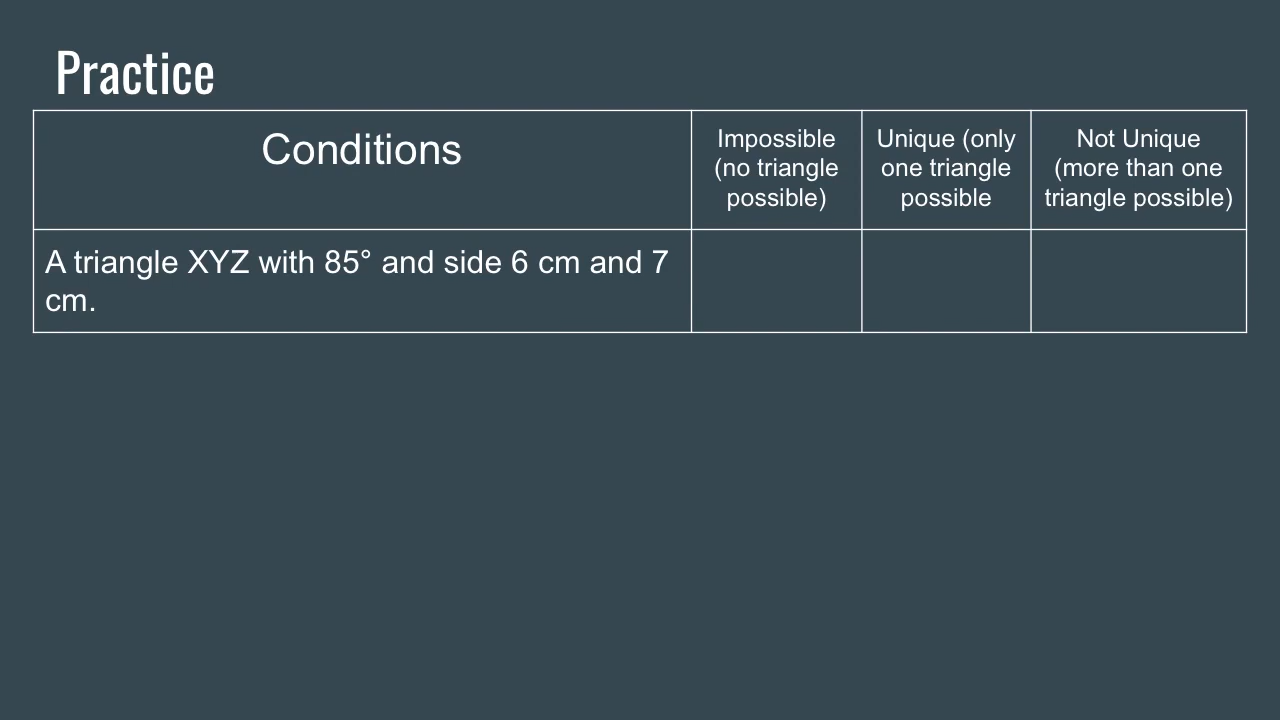 Practice
Conditions
Impossible
(no triangle
possible)
Unique (only
one triangle
possible
Not Unique
(more than one
triangle possible)
A triangle XYZ with 85° and side 6 cm and 7
cm.